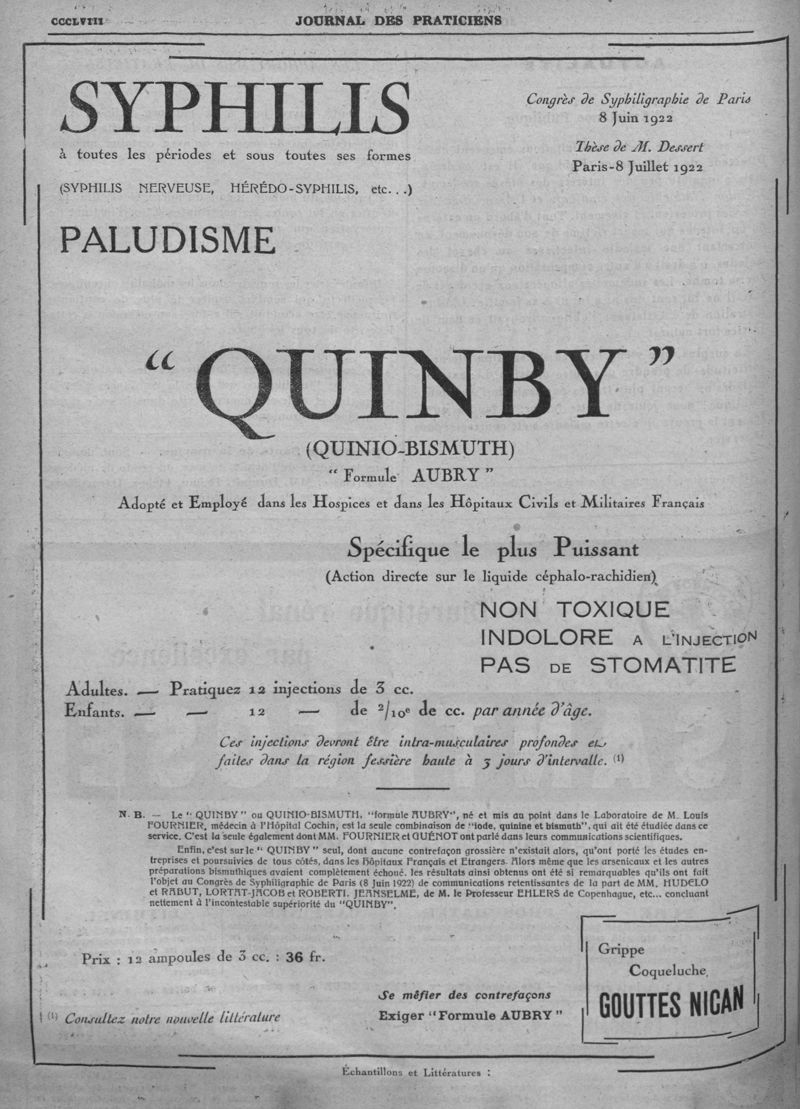 CCCLVIII
JOURNAL DES PRATICIENS
SYPHILIS
à toutes les périodes et sous toutes ses formes
(SYPHILIS NERVEUSE, HÉRÉDO-SYPHILIS, etc...)
Congrès de Syphiligraphie de Paris
8 Juin 1922
Thèse de M. Dessert
Paris-8 Juillet 1922
PALUDISME
“ QUINBY ”
(QUINIO-BISMUTH)
“ Formule AUBRY ”
Adopté et Employé dans les Hospices et dans les Hôpitaux Civils et Militaires Français
Spécifique le plus Puissant
(Action directe sur le liquide céphalo-rachidien)
NON TOXIQUE
INDOLORE A L'INJECTION
PAS DE STOMATITE
Adultes. — Pratiquez 12 injections de 3 cc.
Enfants. — — 12 — de 2/10e de cc. par année d'âge.
Ces injections devront être intra-musculaires profondes et
faites dans la région fessière haute à 3 jours d'intervalle. (1)
N. B. — Le “ QUINBY ” ou QUINIO-BISMUTH, “formule AUBRY”, né et mis au point dans le Laboratoire de M. Louis
FOURNIER, médecin à l'Hôpital Cochin, est la seule combinaison de “iode, quinine et bismuth”, qui ait été étudiée dans ce
service. C'est la seule également dont MM. FOURNIER et GUÉNOT ont parlé dans leurs communications scientifiques.
Enfin, c'est sur le “ QUINBY ” seul, dont aucune contrefaçon grossière n'existait alors, qu'ont porté les études en-
treprises et poursuivies de tous côtés, dans les Hôpitaux Français et Etrangers. Alors même que les arsenicaux et les autres
préparations bismuthiques avaient complètement échoué, les résultats ainsi obtenus ont été si remarquables qu'ils ont fait
l'objet au Congrès de Syphiligraphie de Paris (8 Juin 1922) de communications retentissantes de la part de MM. HUDELO
et RABUT, LORTAT-JACOB et ROBERTI, JEANSELME, de M. le Professeur EHLERS de Copenhague, etc... concluant
nettement à l'incontestable supériorité du “QUINBY”.
Prix : 12 ampoules de 3 cc. : 36 fr.
(1) Consultez notre nouvelle littérature
Se méfier des contrefaçons
Exiger “Formule AUBRY ”
Grippe
Coqueluche
GOUTTES NICAN
Échantillons et Littératures :